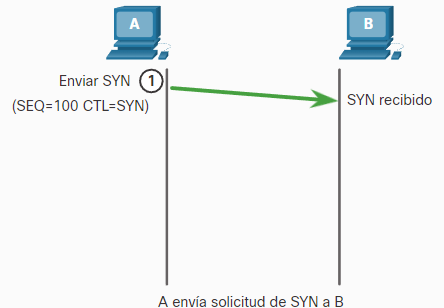 A
B
Enviar SYN 1
(SEQ=100 CTL=SYN)
SYN recibido
A envía solicitud de SYN a B